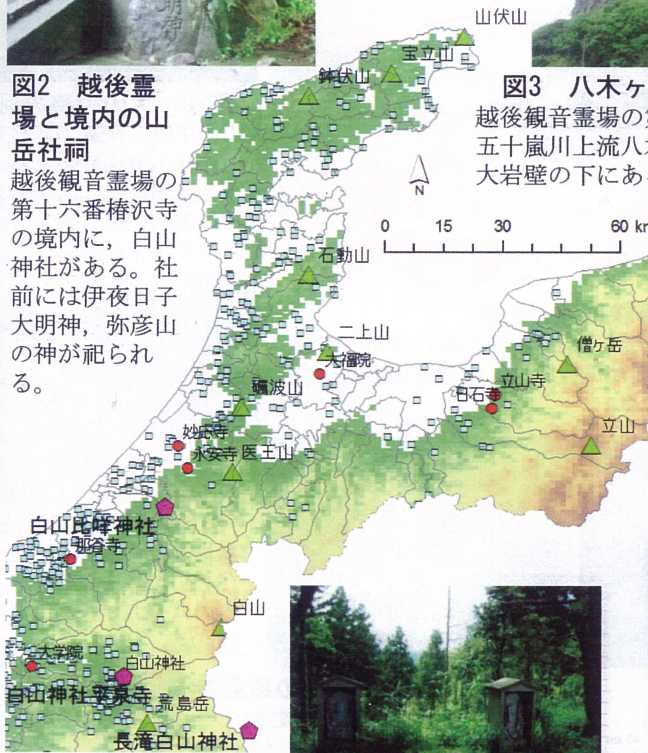 明神
図2　越後霊
場と境内の山
岳社祠
越後観音霊場の
第十六番椿沢寺
の境内に，白山
神社がある。社
前には伊夜日子
大明神，弥彦山
の神が祀られ
る。
図3　八木ヶ
越後観音霊場の
五十嵐川上流八
大岩壁の下にあ
山伏山
宝立山
鉢伏山
N
0 15 30 60 km
石動山
二上山
大福院
砺波山
僧ヶ岳
立山寺
日石寺
立山
妙応寺
永安寺
医王山
白山比咩神社
那谷寺
白山
大学院
白山神社
白山神社平泉寺
荒島岳
長滝白山神社